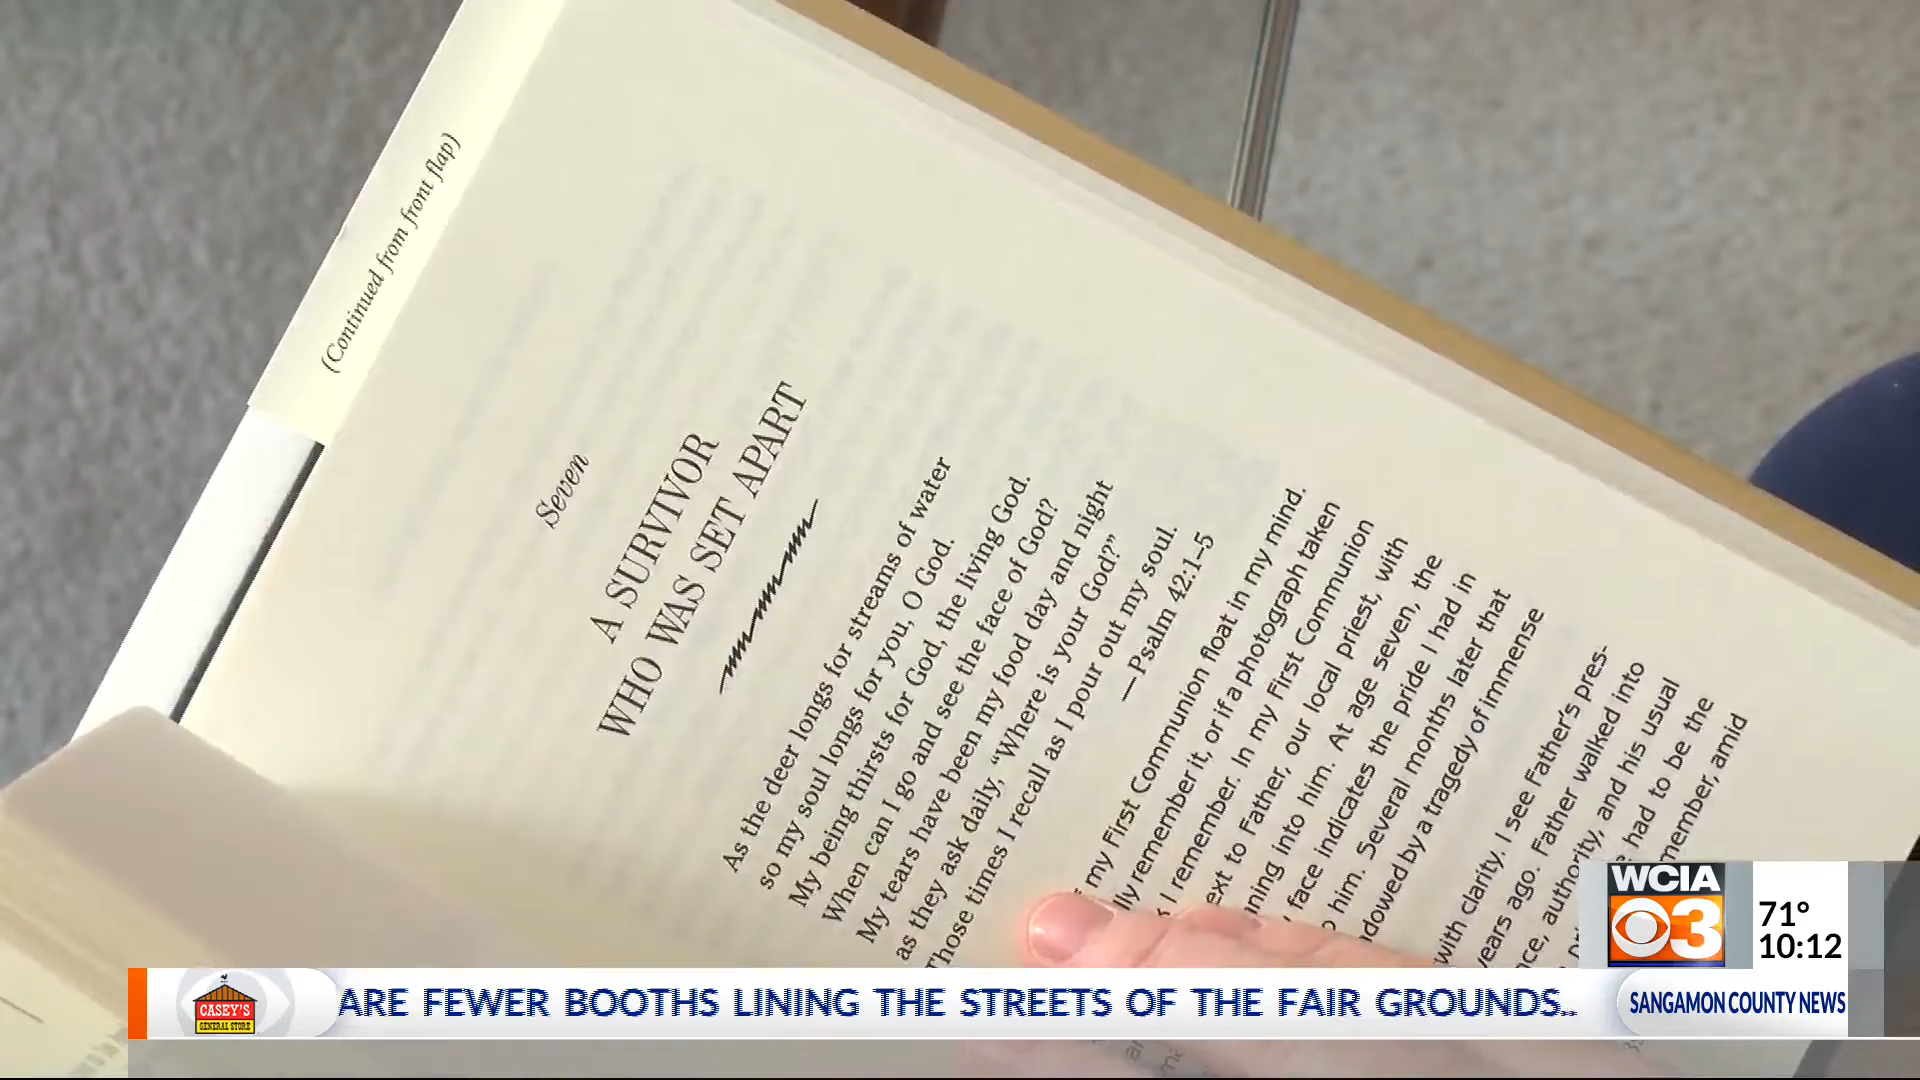 (Continued from front flap)
Seven
A SURVIVOR
WHO WAS SET APART
As the deer longs for streams of water
so my soul longs for you, O God.
My being thirsts for God, the living God.
When can I go and see the face of God?
My tears have been my food day and night
as they ask daily, “Where is your God?”
Those times I recall as I pour out my soul.
—Psalm 42:1–5
my First Communion float in my mind.
remember it, or if a photograph taken
I remember. In my First Communion
to Father, our local priest, with
into him. At age seven, the
face indicates the pride I had in
him. Several months later that
by a tragedy of immense
with clarity. I see Father’s pres-
years ago. Father walked into
authority, and his usual
had to be the
amid
WCIA
3
71°
10:12
CASEY'S
GENERAL STORE
ARE FEWER BOOTHS LINING THE STREETS OF THE FAIR GROUNDS..
SANGAMON COUNTY NEWS